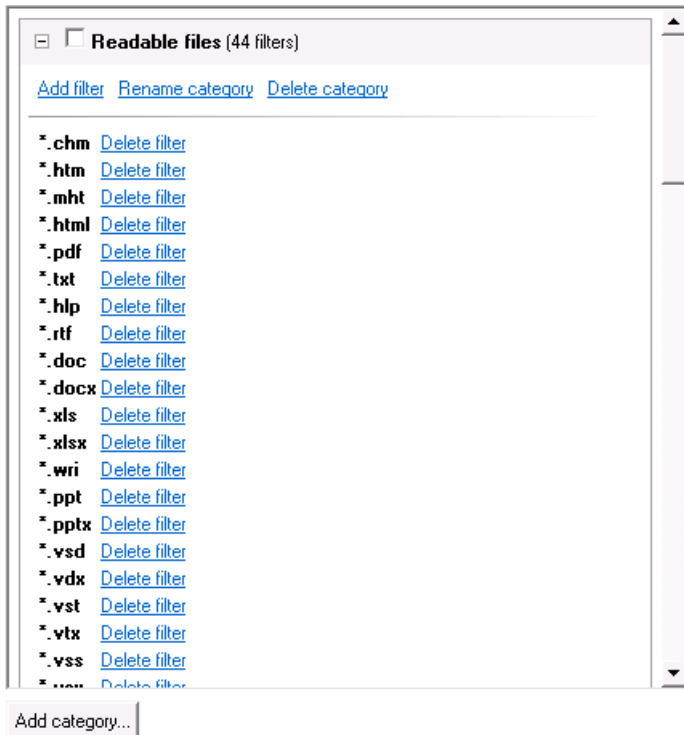 Readable files (44 filters)
Add filter Rename category Delete category
*.chm Delete filter
*.htm Delete filter
*.mht Delete filter
*.html Delete filter
*.pdf Delete filter
*.txt Delete filter
*.hlp Delete filter
*.rtf Delete filter
*.doc Delete filter
*.docx Delete filter
*.xls Delete filter
*.xlsx Delete filter
*.wri Delete filter
*.ppt Delete filter
*.pptx Delete filter
*.vsd Delete filter
*.vdx Delete filter
*.vst Delete filter
*.vtx Delete filter
*.vss Delete filter
Delete filter
Add category...